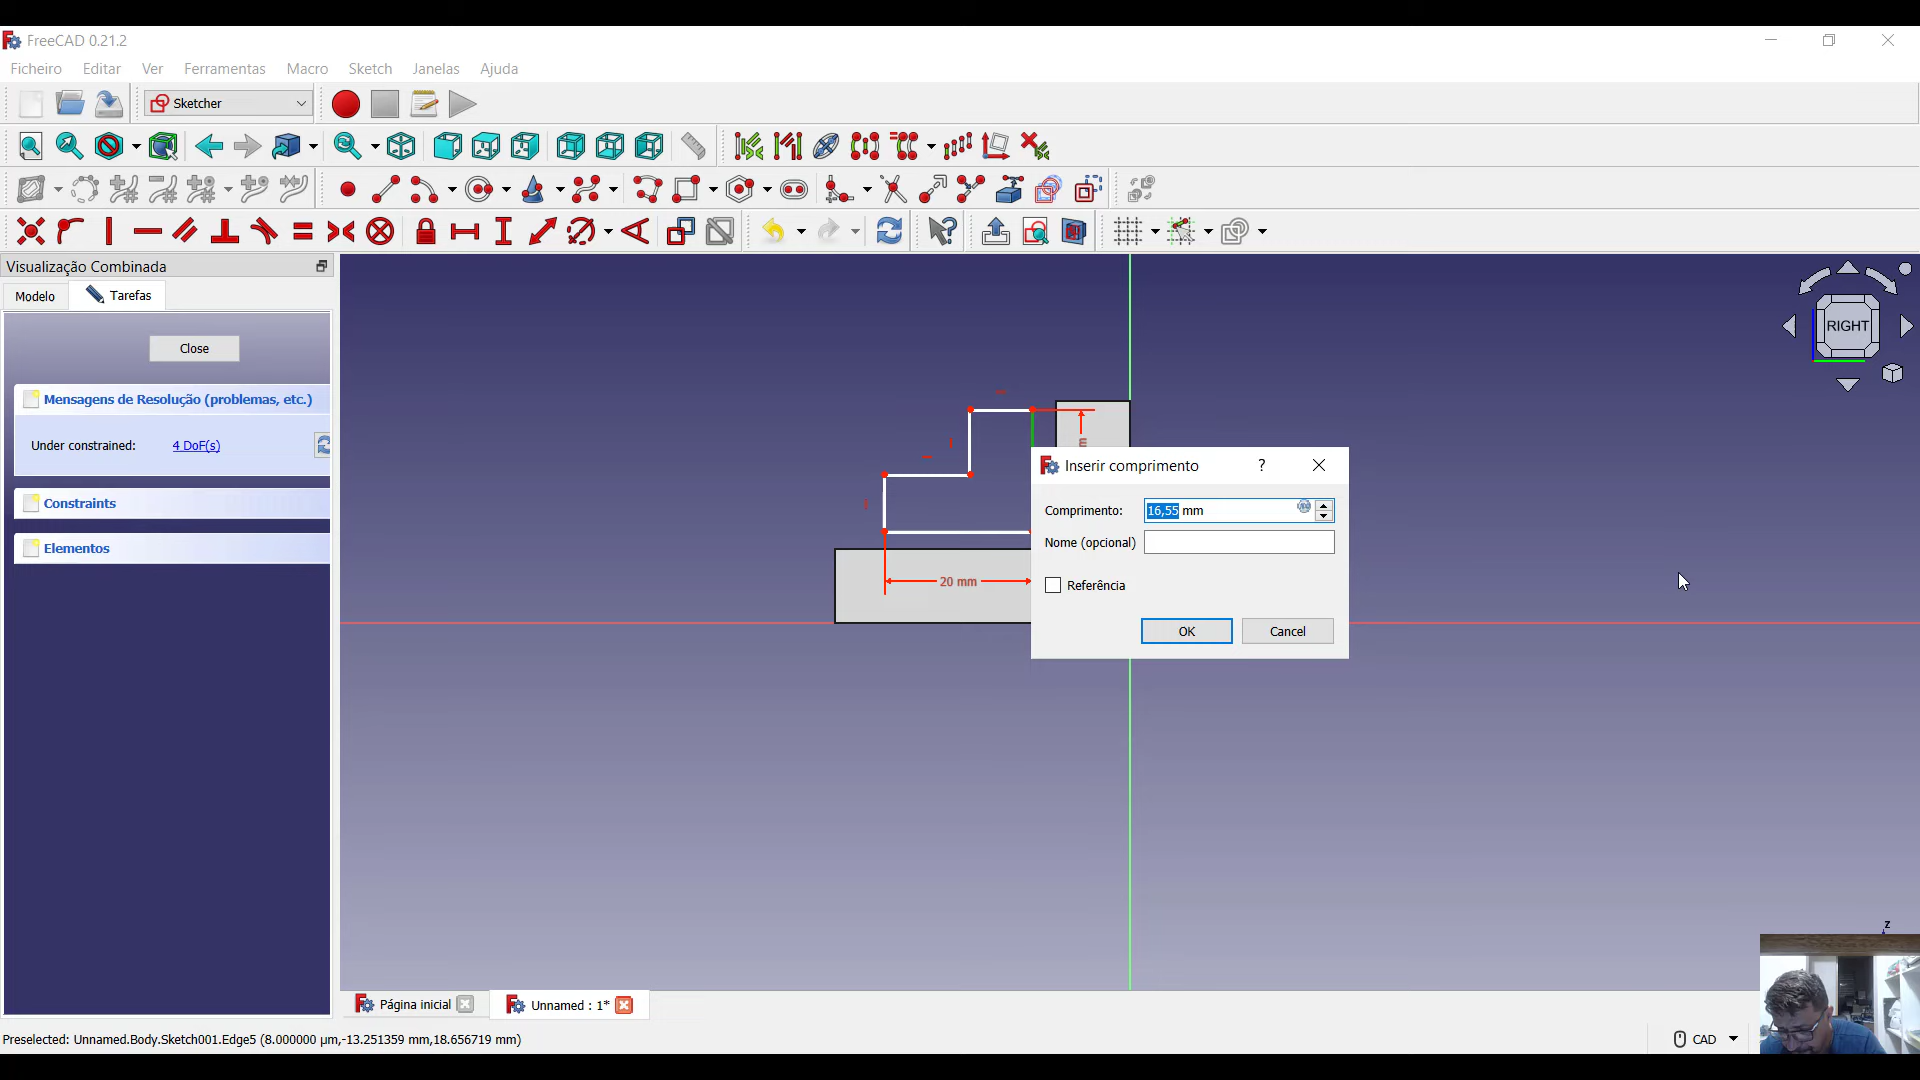 FreeCAD 0.21.2
Ficheiro Editar Ver Ferramentas Macro Sketch Janelas Ajuda
Sketcher
Visualização Combinada
Modelo Tarefas
Close
Mensagens de Resolução (problemas, etc.)
Under constrained: 4 DoF(s)
Constraints
Elementos
RIGHT
m
20 mm
Inserir comprimento ?
Comprimento: 16,55 mm
Nome (opcional)
Referência
OK Cancel
z
Página inicial Unnamed : 1*
Preselected: Unnamed.Body.Sketch001.Edge5 (8.000000 µm,-13.251359 mm,18.656719 mm)
CAD